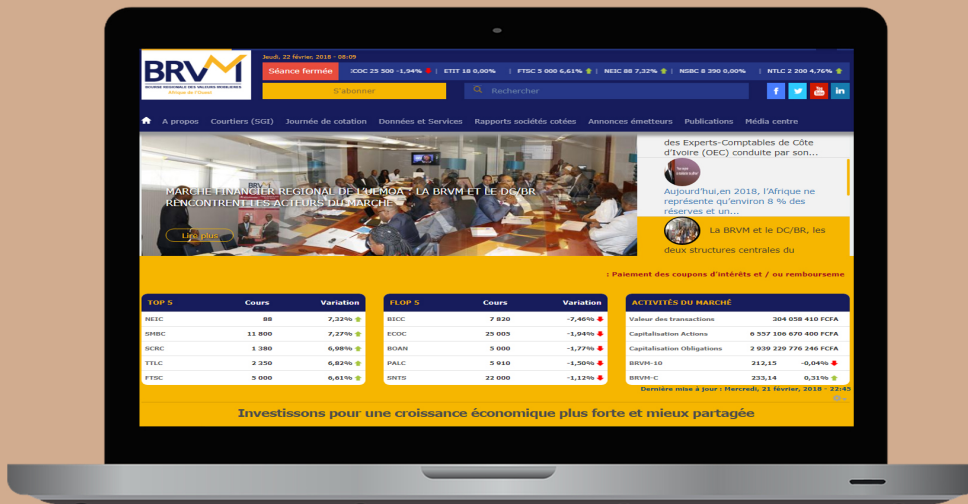 BRVM
BOURSE REGIONALE DES VALEURS MOBILIERES
Afrique de l'Ouest
Jeudi, 22 février, 2018 - 08:09
Séance fermée
25 500 -1,94% | ETIT 18 0,00% | FTSC 5 000 6,61% | NEIC 88 7,32% | NSBC 8 390 0,00% | NTLC 2 200 4,76%
S'abonner
Rechercher
f You Tube in
A propos Courtiers (SGI) Journée de cotation Données et Services Rapports sociétés cotées Annonces émetteurs Publications Média centre
MARCHE FINANCIER REGIONAL DE L'UEMOA : LA BRVM ET LE DC/BR
RENCONTRENT LES ACTEURS DU MARCHE
Lire plus
des Experts-Comptables de Côte
d'Ivoire (OEC) conduite par son...
Aujourd'hui,en 2018, l'Afrique ne
représente qu'environ 8 % des
réserves et un...
La BRVM et le DC/BR, les
deux structures centrales du
: Paiement des coupons d'intérêts et / ou rembourseme
TOP 5 Cours Variation
NEIC 88 7,32%
SMBC 11 800 7,27%
SCRC 1 380 6,98%
TTLC 2 350 6,82%
FTSC 5 000 6,61%
FLOP 5 Cours Variation
BICC 7 820 -7,46%
ECOC 25 005 -1,94%
BOAN 5 000 -1,77%
PALC 5 910 -1,50%
SNTS 22 000 -1,12%
ACTIVITÉS DU MARCHÉ
Valeur des transactions 304 058 410 FCFA
Capitalisation Actions 6 557 106 670 400 FCFA
Capitalisation Obligations 2 939 229 776 246 FCFA
BRVM-10 212,15 -0,04%
BRVM-C 233,14 0,31%
Dernière mise à jour : Mercredi, 21 février, 2018 - 22:45
Investissons pour une croissance économique plus forte et mieux partagée